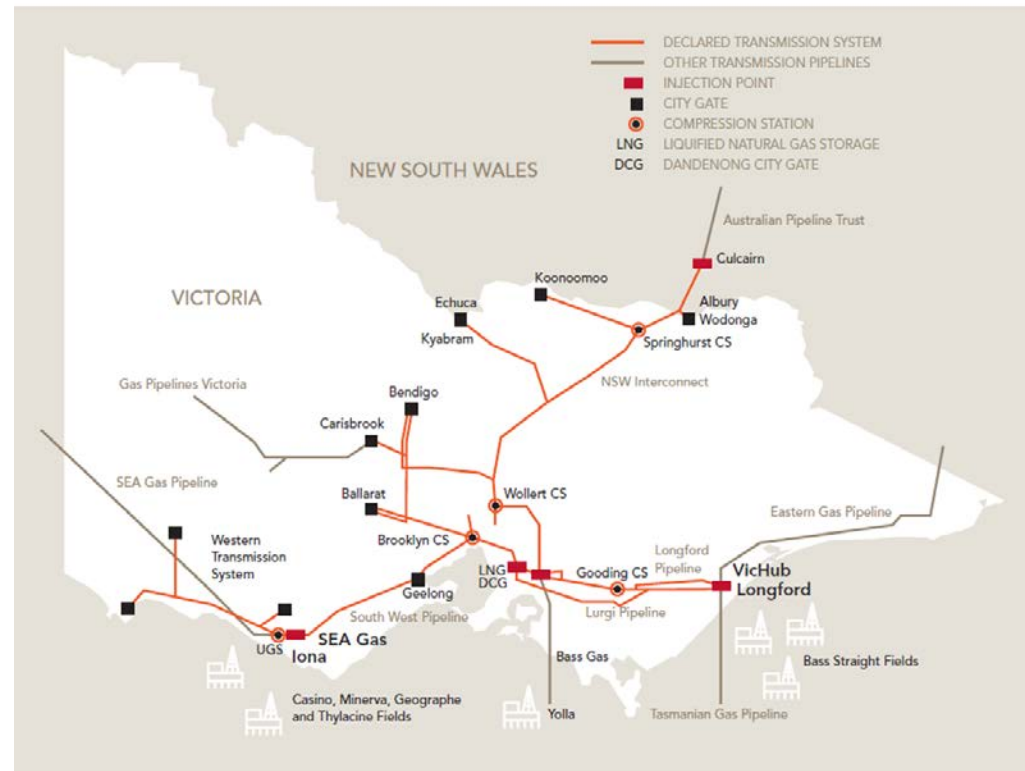 DECLARED TRANSMISSION SYSTEM
OTHER TRANSMISSION PIPELINES
INJECTION POINT
CITY GATE
COMPRESSION STATION
LNG LIQUIFIED NATURAL GAS STORAGE
DCG DANDENONG CITY GATE
NEW SOUTH WALES
Australian Pipeline Trust
Culcairn
Koonoomoo
VICTORIA
Echuca
Albury
Wodonga
Kyabram
Springhurst CS
NSW Interconnect
Gas Pipelines Victoria
Bendigo
Carisbrook
SEA Gas Pipeline
Ballarat
Wollert CS
Eastern Gas Pipeline
Western
Transmission
System
Brooklyn CS
LNG
DCG
Gooding CS
Longford
Pipeline
VicHub
Longford
Geelong
South West Pipeline
Lurgi Pipeline
UGS
SEA Gas
Iona
Bass Gas
Bass Straight Fields
Casino, Minerva, Geographe
and Thylacine Fields
Yolla
Tasmanian Gas Pipeline